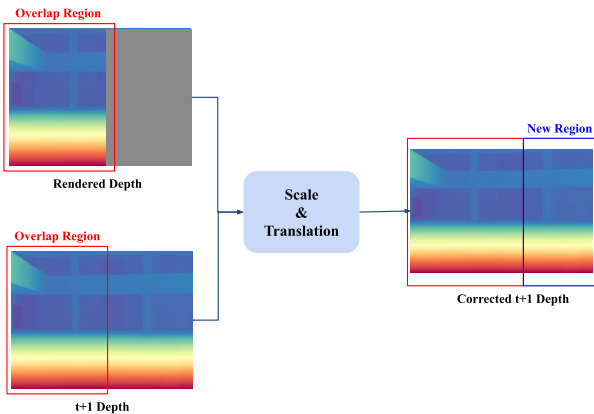 Overlap Region
Rendered Depth
Overlap Region
t+1 Depth
Scale
&
Translation
New Region
Corrected t+1 Depth